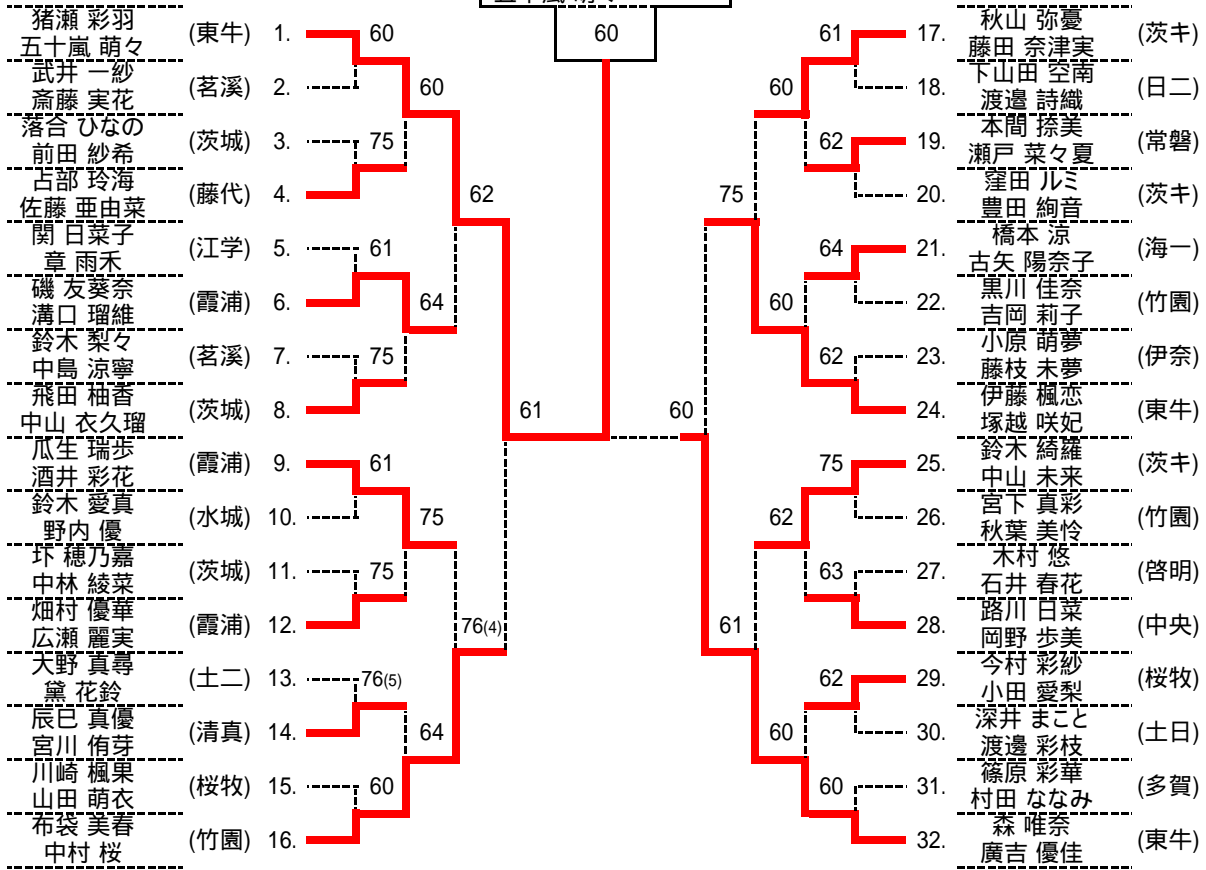 60
猪瀬 彩羽
五十嵐 萌々
(東牛) 1.
武井 一紗
斎藤 実花
(茗溪) 2.
60
落合 ひなの
前田 紗希
(茨城) 3.
占部 玲海
佐藤 亜由菜
(藤代) 4.
75
60
関 日菜子
章 雨禾
(江学) 5.
磯 友葵奈
溝口 瑠維
(霞浦) 6.
61
鈴木 梨々
中島 涼寧
(茗溪) 7.
飛田 柚香
中山 衣久瑠
(茨城) 8.
75
64
62
瓜生 瑞歩
酒井 彩花
(霞浦) 9.
鈴木 愛真
野内 優
(水城) 10.
61
圷 穂乃嘉
中林 綾菜
(茨城) 11.
畑村 優華
広瀬 麗実
(霞浦) 12.
75
75
大野 真尋
黛 花鈴
(土二) 13.
辰巳 真優
宮川 侑芽
(清真) 14.
76(5)
川崎 楓果
山田 萌衣
(桜牧) 15.
布袋 美春
中村 桜
(竹園) 16.
60
64
76(4)
61
17. 秋山 弥憂
藤田 奈津実
(茨キ)
18. 下山田 空南
渡邉 詩織
(日二)
61
19. 本間 捺美
瀬戸 菜々夏
(常磐)
20. 窪田 ルミ
豊田 絢音
(茨キ)
62
60
21. 橋本 涼
古矢 陽奈子
(海一)
22. 黒川 佳奈
吉岡 莉子
(竹園)
64
23. 小原 萌夢
藤枝 未夢
(伊奈)
24. 伊藤 楓恋
塚越 咲妃
(東牛)
62
60
75
25. 鈴木 綺羅
中山 未来
(茨キ)
26. 宮下 真彩
秋葉 美怜
(竹園)
75
27. 木村 悠
石井 春花
(啓明)
28. 路川 日菜
岡野 歩美
(中央)
63
62
29. 今村 彩紗
小田 愛梨
(桜牧)
30. 深井 まこと
渡邊 彩枝
(土日)
62
31. 篠原 彩華
村田 ななみ
(多賀)
32. 森 唯奈
廣吉 優佳
(東牛)
60
60
61
60